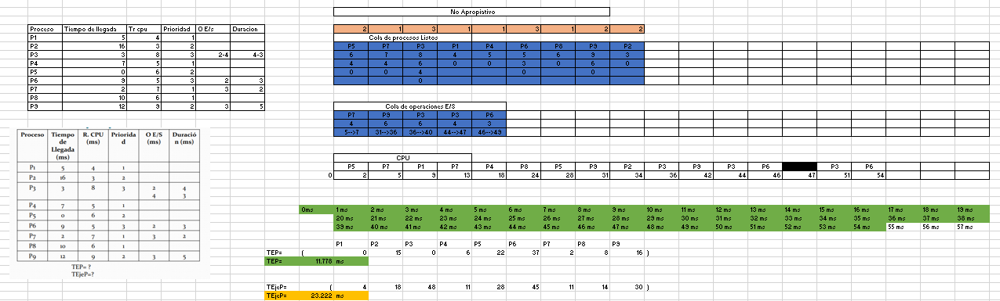 No Apropiativo
Proceso Tiempo de llegada Tr cpu Prioridad O E/s Duracion
P1 5 4 1
P2 16 3 2
P3 3 8 3 2-4 4-3
P4 7 5 1
P5 0 6 2
P6 9 5 3 2 3
P7 2 7 1 3 2
P8 10 6 1
P9 12 9 2 3 5
2 1 3 1 1 3 1 2 2
Cola de procesos Listos
P5 P7 P3 P1 P4 P6 P8 P9 P2
6 7 8 4 5 5 6 9 3
4 4 6 0 0 3 0 6 0
0 0 4 0 0
0
Cola de operaciones E/S
P7 P9 P3 P3 P6
4 6 6 4 3
5-->7 31-->36 36-->40 44-->47 46-->49
Proceso Tiempo de Llegada (ms) R. CPU (ms) Priorida d O E/S (ms) Duració n (ms)
P1 5 4 1
P2 16 3 2
P3 3 8 3 2 4
4 3
P4 7 5 1
P5 0 6 2
P6 9 5 3 2 3
P7 2 7 1 3 2
P8 10 6 1
P9 12 9 2 3 5
TEP= ?
TEjeP=?
CPU
P5 P7 P1 P7 P4 P8 P5 P9 P2 P3 P9 P3 P6 P3 P6
0 2 5 9 13 18 24 28 31 34 36 42 44 46 47 51 54
0ms 1 ms 2 ms 3 ms 4 ms 5 ms 6 ms 7 ms 8 ms 9 ms 10 ms 11 ms 12 ms 13 ms 14 ms 15 ms 16 ms 17 ms 18 ms 19 ms
20 ms 21 ms 22 ms 23 ms 24 ms 25 ms 26 ms 27 ms 28 ms 29 ms 30 ms 31 ms 32 ms 33 ms 34 ms 35 ms 36 ms 37 ms 38 ms
39 ms 40 ms 41 ms 42 ms 43 ms 44 ms 45 ms 46 ms 47 ms 48 ms 49 ms 50 ms 51 ms 52 ms 53 ms 54 ms 55 ms 56 ms 57 ms
P1 P2 P3 P4 P5 P6 P7 P8 P9
TEP= ( 0 15 0 6 22 37 2 8 16 )
TEP= 11.778 ms
TEjeP= ( 4 18 48 11 28 45 11 14 30 )
TEjeP= 23.222 ms